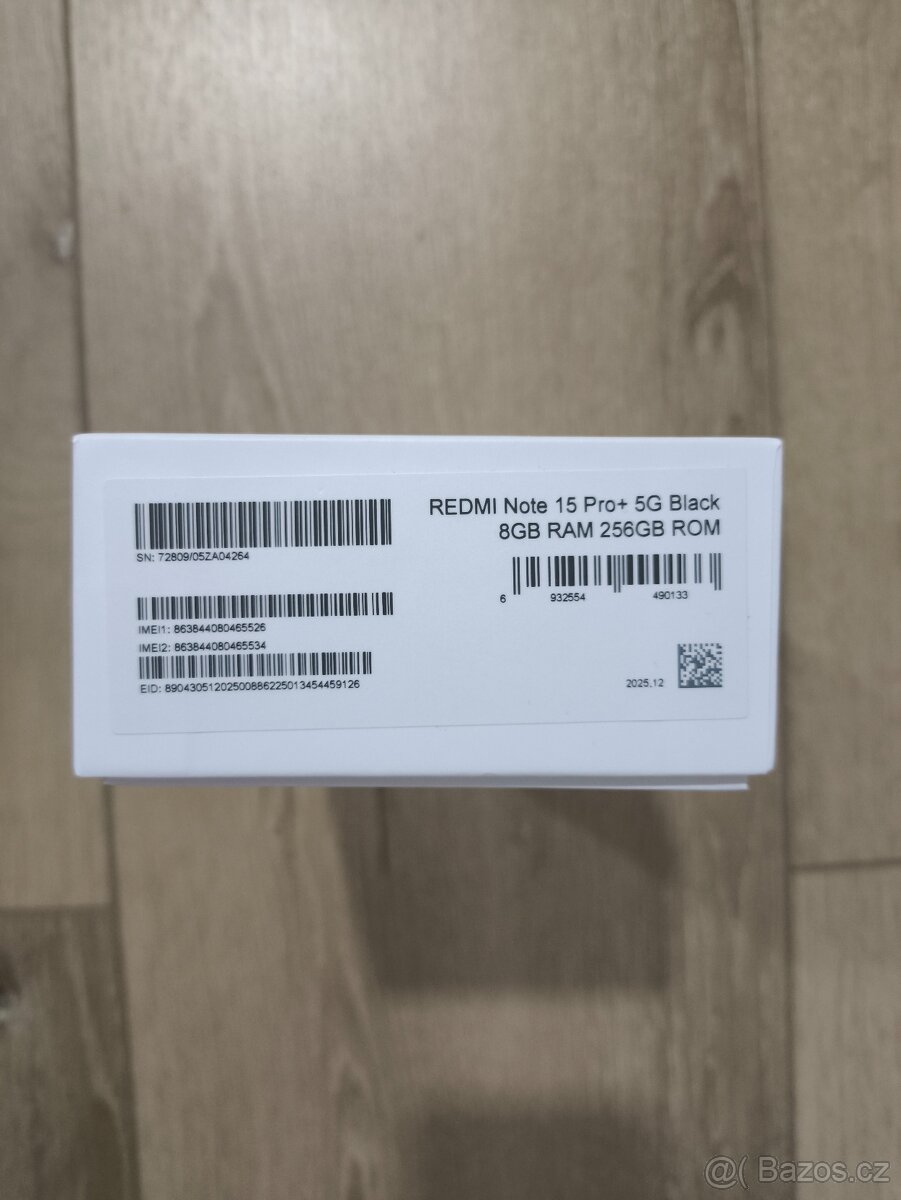 SN: 72809/05ZA04264
IMEI1: 863844080465526
IMEI2: 863844080465534
EID: 89043051202500886225013454459126
REDMI Note 15 Pro+ 5G Black
8GB RAM 256GB ROM
6 932554 490133
2025.12
@( Bazos.cz